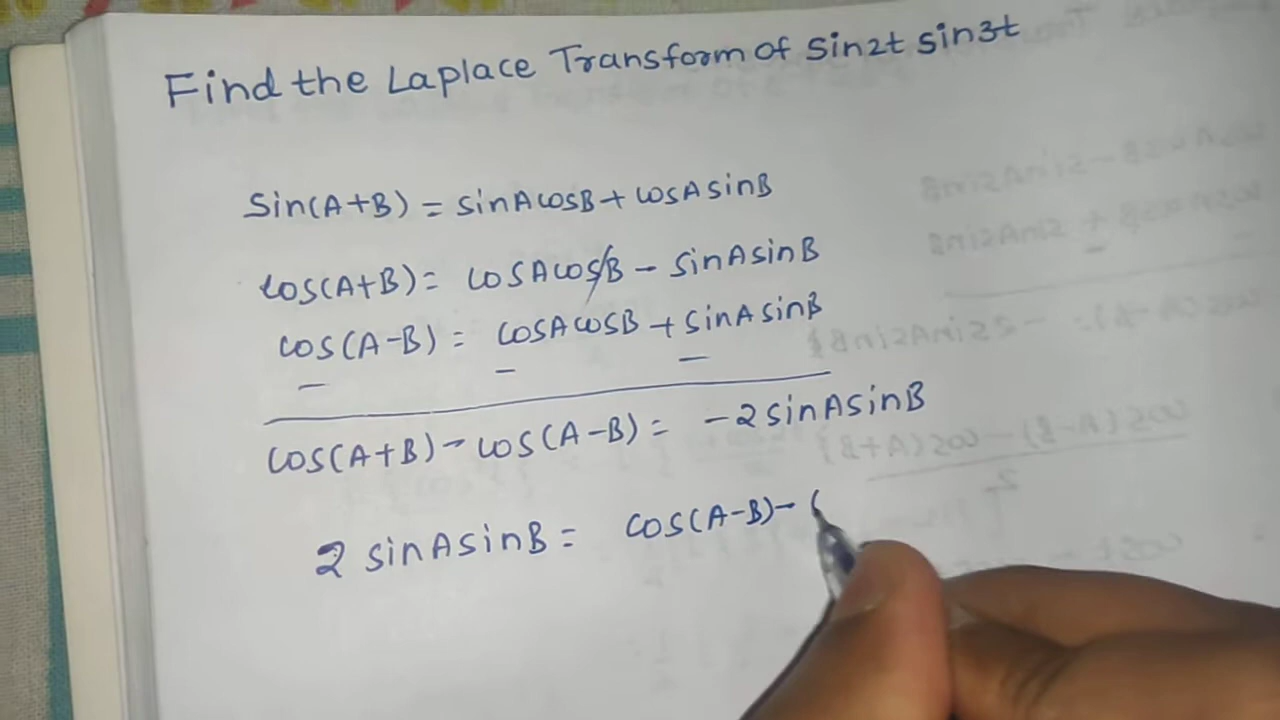 Find the Laplace Transform of sin2t sin3t
Sin(A+B) = sinAcosB + cosAsinB
cos(A+B) = cosAcosB - sinAsinB
cos(A-B) = cosAcosB + sinAsinB
- - -
cos(A+B) - cos(A-B) = -2 sinAsinB
2 sinAsinB = cos(A-B) - (